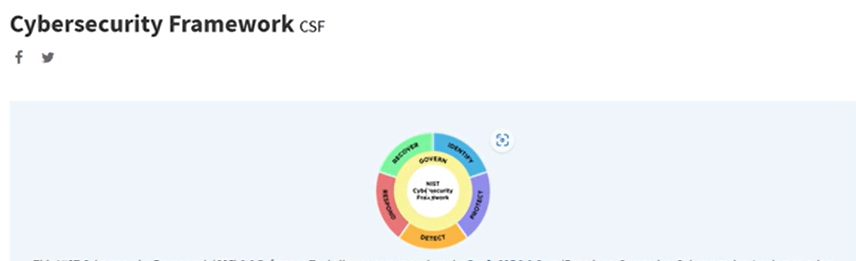 Cybersecurity Framework CSF
RECOVER
IDENTIFY
GOVERN
NIST
Cybersecurity
Framework
RESPOND
PROTECT
DETECT